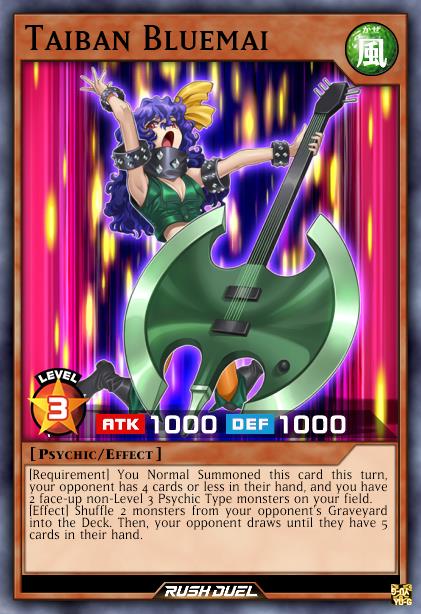 Taiban Bluemai
かぜ
風
LEVEL
3
ATK 1000 DEF 1000
[Psychic/Effect]
[Requirement] You Normal Summoned this card this turn,
your opponent has 4 cards or less in their hand, and you have
2 face-up non-Level 3 Psychic Type monsters on your field.
[Effect] Shuffle 2 monsters from your opponent's Graveyard
into the Deck. Then, your opponent draws until they have 5
cards in their hand.
RUSH DUEL